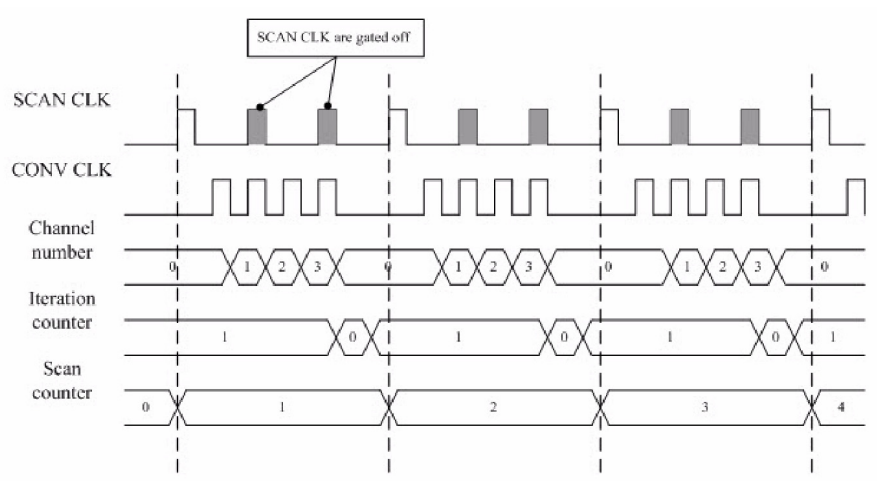 SCAN CLK are gated off
SCAN CLK
CONV CLK
Channel
number
0 1 2 3 0 1 2 3 0 1 2 3 0
Iteration
counter
1 0 1 0 1 0 1
Scan
counter
0 1 2 3 4